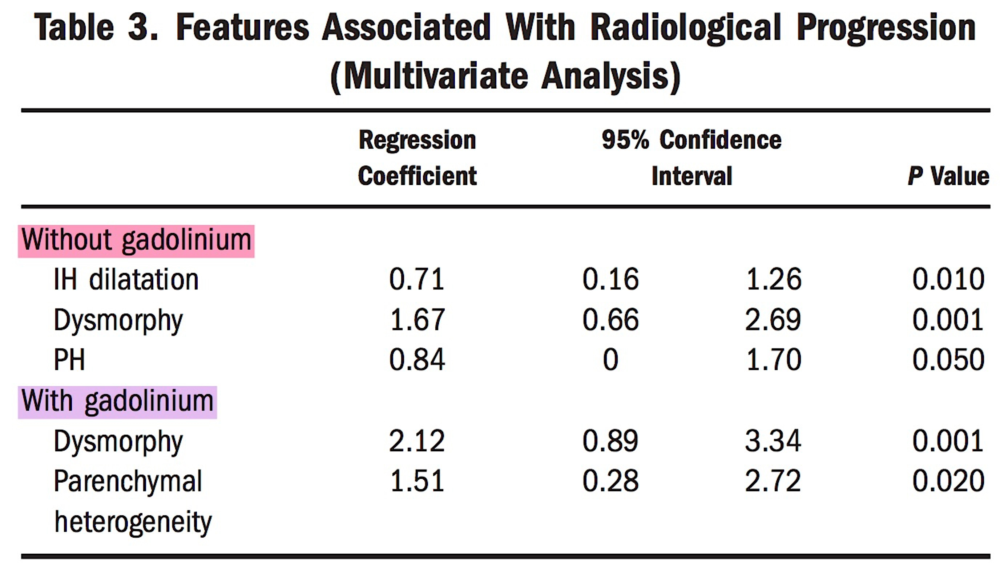 Table 3. Features Associated With Radiological Progression
(Multivariate Analysis)
Regression 95% Confidence
Coefficient Interval P Value
Without gadolinium
IH dilatation 0.71 0.16 1.26 0.010
Dysmorphy 1.67 0.66 2.69 0.001
PH 0.84 0 1.70 0.050
With gadolinium
Dysmorphy 2.12 0.89 3.34 0.001
Parenchymal 1.51 0.28 2.72 0.020
heterogeneity